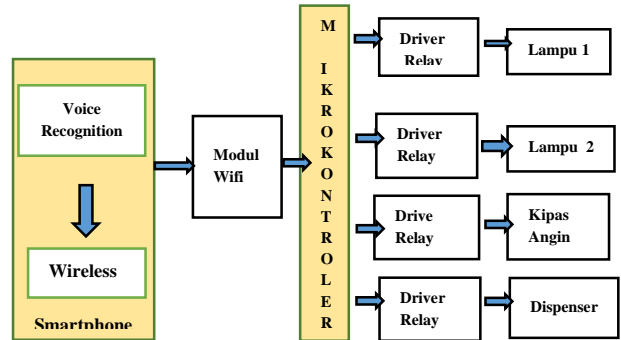 Voice
Recognition
Wireless
Smartphone
Modul
Wifi
M
I
K
R
O
K
O
N
T
R
O
L
E
R
Driver
Relay
Lampu 1
Driver
Relay
Lampu 2
Drive
Relay
Kipas
Angin
Driver
Relay
Dispenser